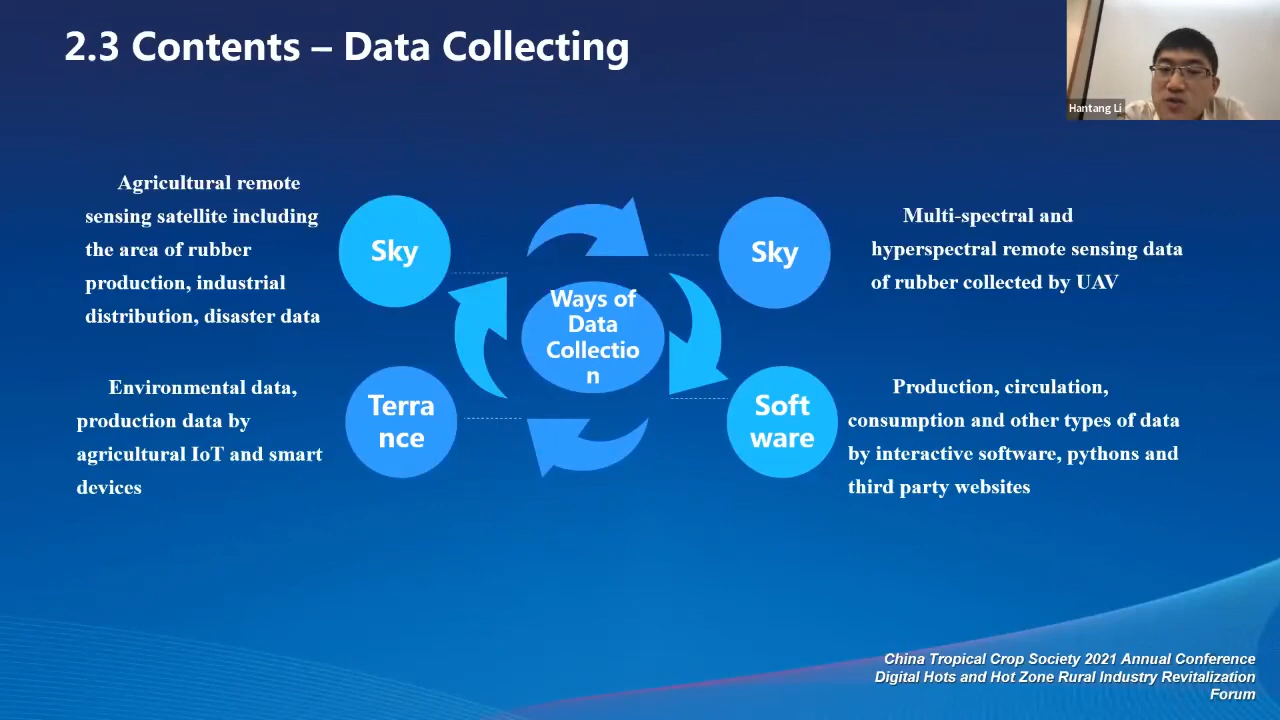 2.3 Contents – Data Collecting
Hantang Li
Agricultural remote
sensing satellite including
the area of rubber
production, industrial
distribution, disaster data
Sky
Sky
Multi-spectral and
hyperspectral remote sensing data
of rubber collected by UAV
Ways of
Data
Collectio
n
Environmental data,
production data by
agricultural IoT and smart
devices
Terra
nce
Soft
ware
Production, circulation,
consumption and other types of data
by interactive software, pythons and
third party websites
China Tropical Crop Society 2021 Annual Conference
Digital Hots and Hot Zone Rural Industry Revitalization
Forum